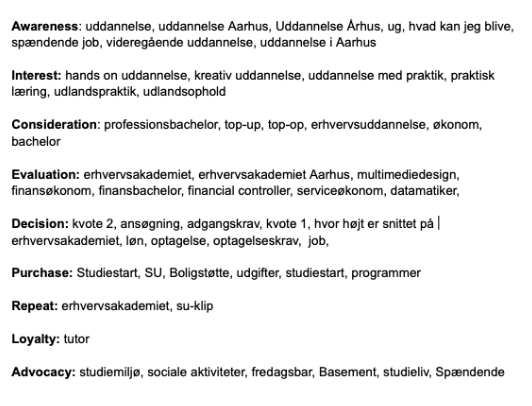 Awareness: uddannelse, uddannelse Aarhus, Uddannelse Århus, ug, hvad kan jeg blive,
spændende job, videregående uddannelse, uddannelse i Aarhus
Interest: hands on uddannelse, kreativ uddannelse, uddannelse med praktik, praktisk
læring, udlandspraktik, udlandsophold
Consideration: professionsbachelor, top-up, top-op, erhvervsuddannelse, økonom,
bachelor
Evaluation: erhvervsakademiet, erhvervsakademiet Aarhus, multimediedesign,
finansøkonom, finansbachelor, financial controller, serviceøkonom, datamatiker,
Decision: kvote 2, ansøgning, adgangskrav, kvote 1, hvor højt er snittet på
erhvervsakademiet, løn, optagelse, optagelseskrav, job,
Purchase: Studiestart, SU, Boligstøtte, udgifter, studiestart, programmer
Repeat: erhvervsakademiet, su-klip
Loyalty: tutor
Advocacy: studiemiljø, sociale aktiviteter, fredagsbar, Basement, studieliv, Spændende